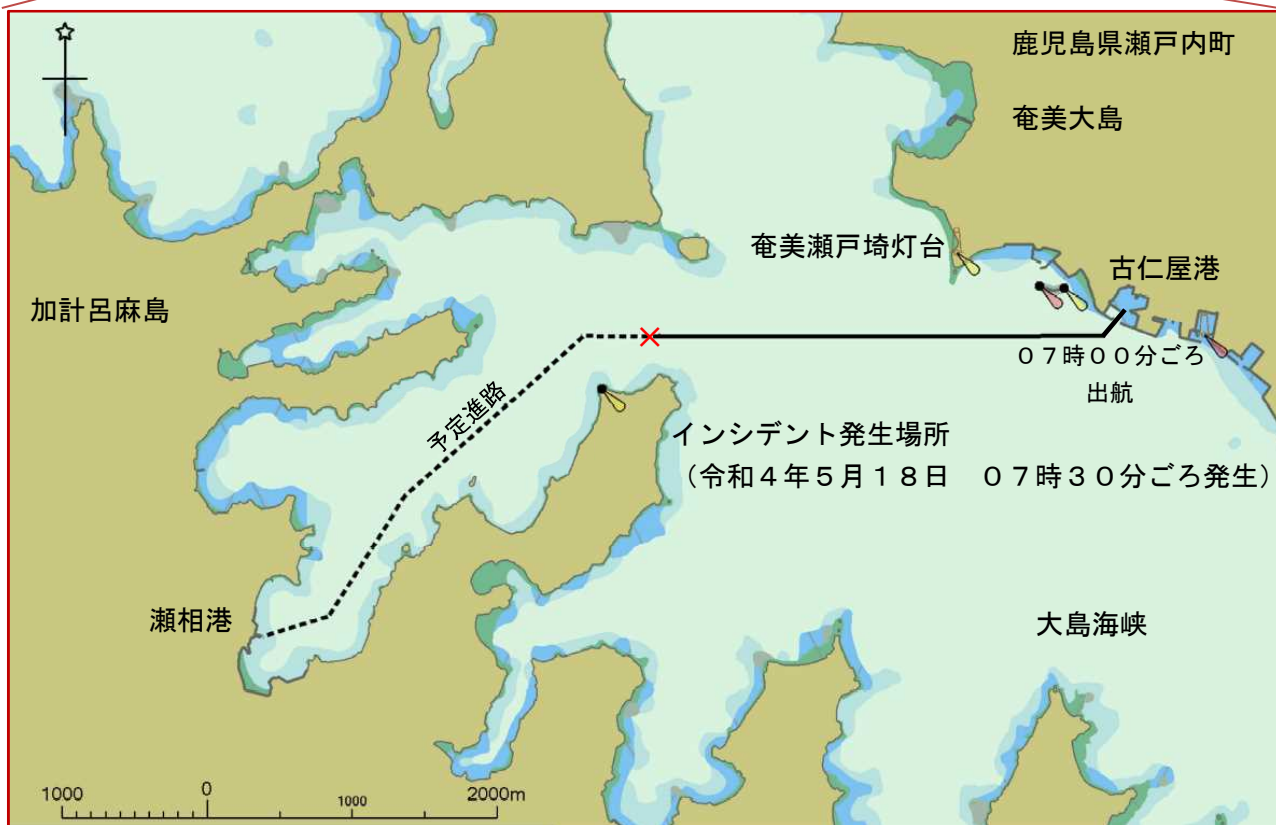 鹿児島県瀬戸内町
奄美大島
奄美瀬戸埼灯台
古仁屋港
加計呂麻島
０７時００分ごろ
出航
予定進路
インシデント発生場所
（令和４年５月１８日　０７時３０分ごろ発生）
瀬相港
大島海峡
1000 0 1000 2000m